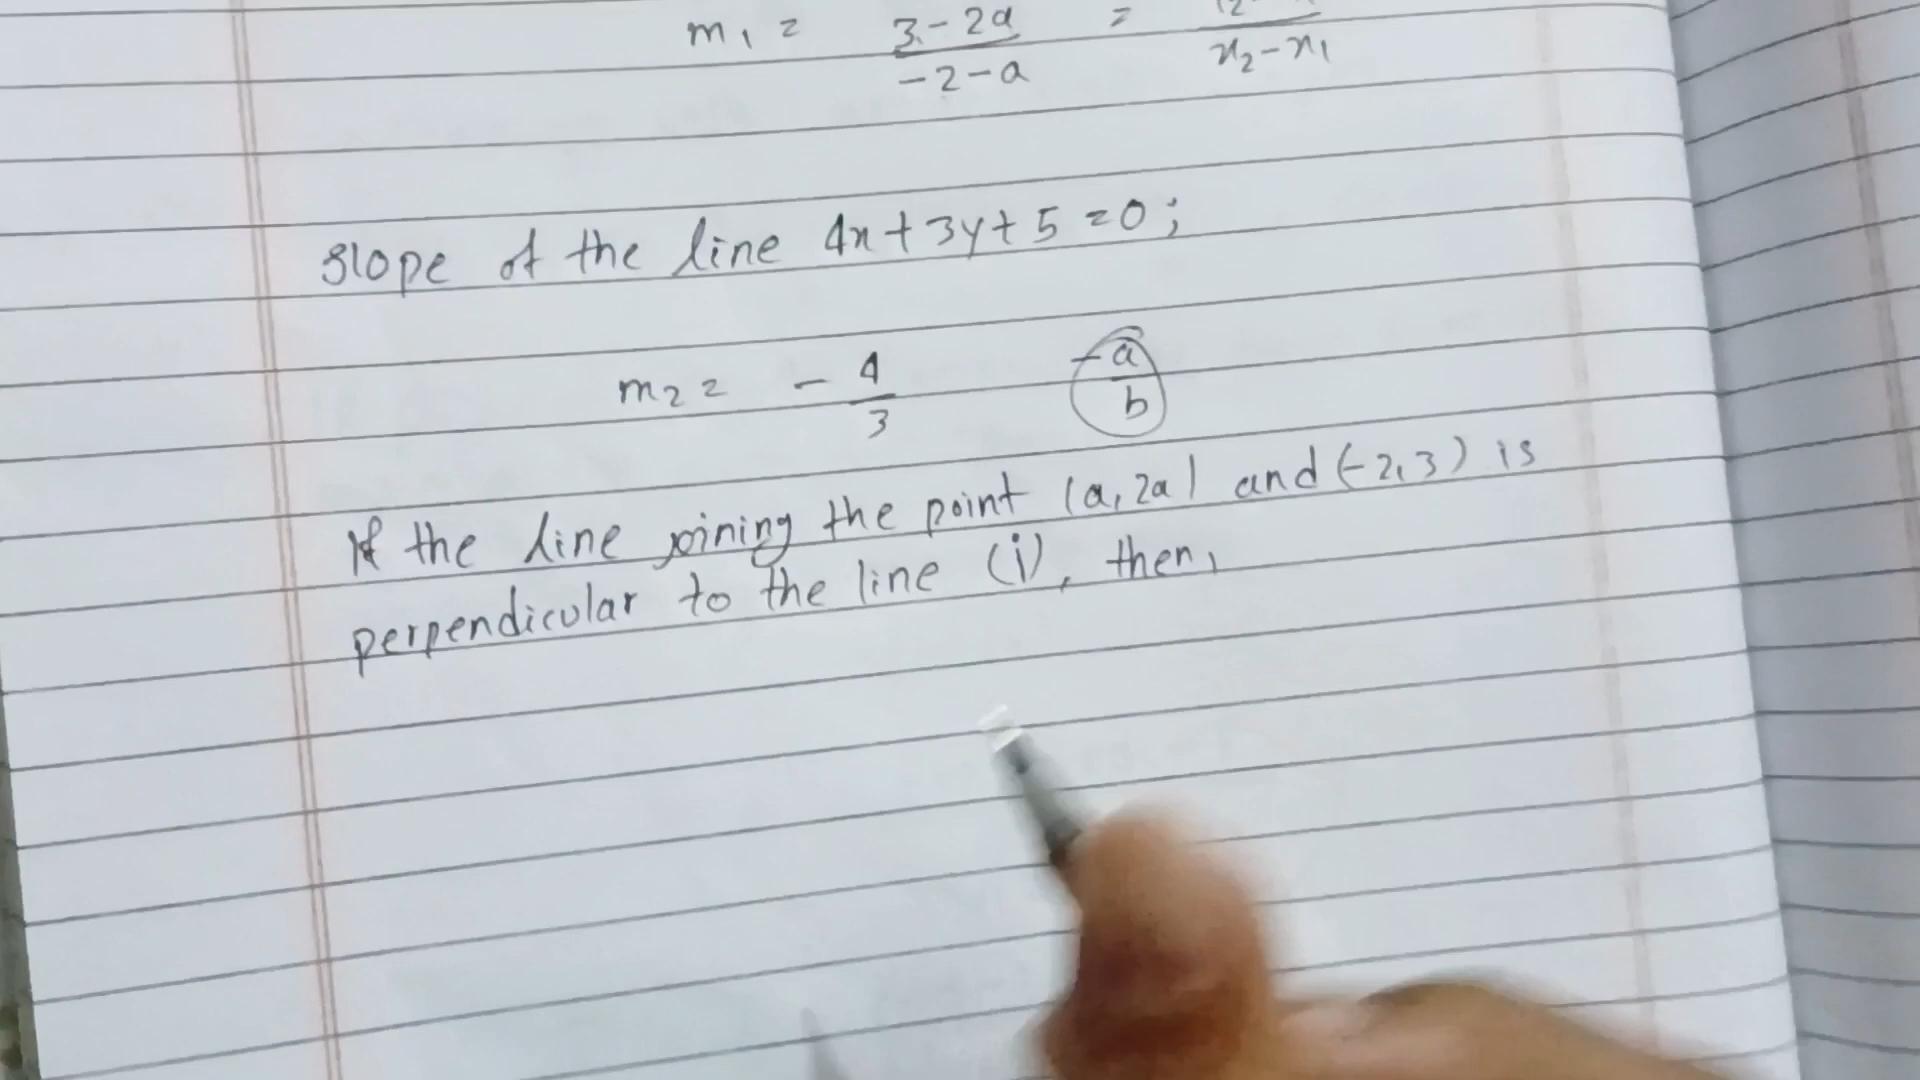 m₁ = 3 - 2a / -2 - a = / x₂ - x₁
slope of the line 4x + 3y + 5 = 0;
m₂ = - 4/3 -a/b
If the line joining the point (a, 2a) and (-2, 3) is
perpendicular to the line (i), then,